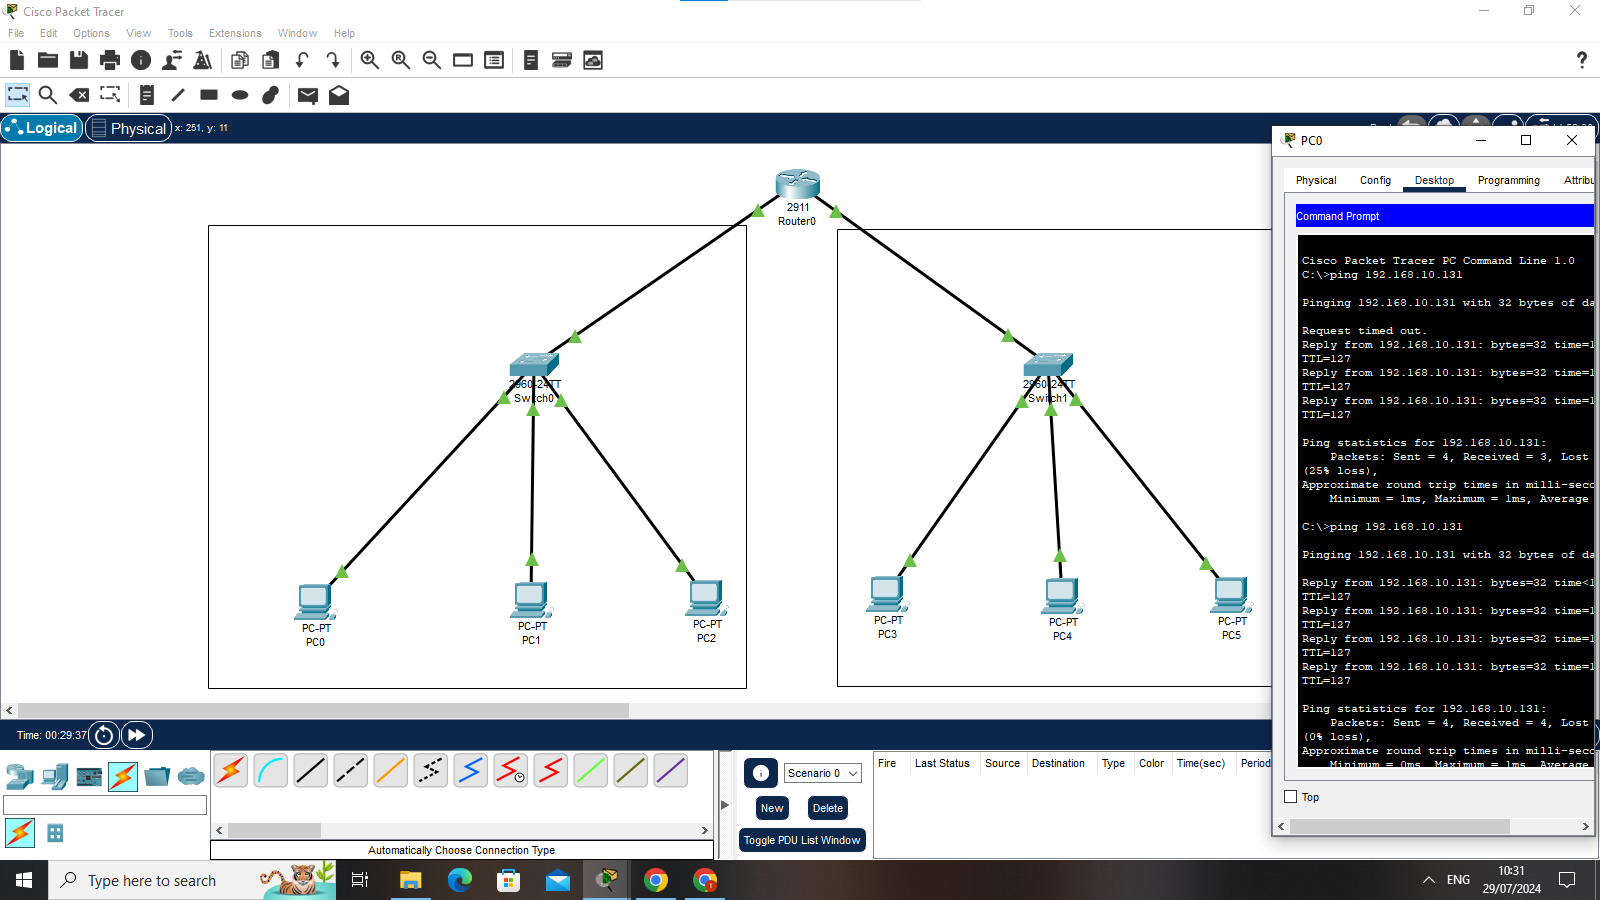 Cisco Packet Tracer
File Edit Options View Tools Extensions Window Help
Logical
Physical
x: 251, y: 11
2911
Router0
2960-24TT
Switch0
2960-24TT
Switch1
PC-PT
PC0
PC-PT
PC1
PC-PT
PC2
PC-PT
PC3
PC-PT
PC4
PC-PT
PC5
PC0
Physical Config Desktop Programming Attribu
Command Prompt
Cisco Packet Tracer PC Command Line 1.0
C:\>ping 192.168.10.131
Pinging 192.168.10.131 with 32 bytes of da
Request timed out.
Reply from 192.168.10.131: bytes=32 time=1
TTL=127
Reply from 192.168.10.131: bytes=32 time=1
TTL=127
Reply from 192.168.10.131: bytes=32 time=1
TTL=127
Ping statistics for 192.168.10.131:
Packets: Sent = 4, Received = 3, Lost
(25% loss),
Approximate round trip times in milli-seco
Minimum = 1ms, Maximum = 1ms, Average
C:\>ping 192.168.10.131
Pinging 192.168.10.131 with 32 bytes of da
Reply from 192.168.10.131: bytes=32 time<1
TTL=127
Reply from 192.168.10.131: bytes=32 time=1
TTL=127
Reply from 192.168.10.131: bytes=32 time=1
TTL=127
Reply from 192.168.10.131: bytes=32 time=1
TTL=127
Ping statistics for 192.168.10.131:
Packets: Sent = 4, Received = 4, Lost
(0% loss),
Approximate round trip times in milli-seco
Minimum = 0ms, Maximum = 1ms, Average
Top
Time: 00:29:37
Automatically Choose Connection Type
Scenario 0
New Delete
Toggle PDU List Window
Fire Last Status Source Destination Type Color Time(sec) Period
Type here to search
ENG
10:31
29/07/2024